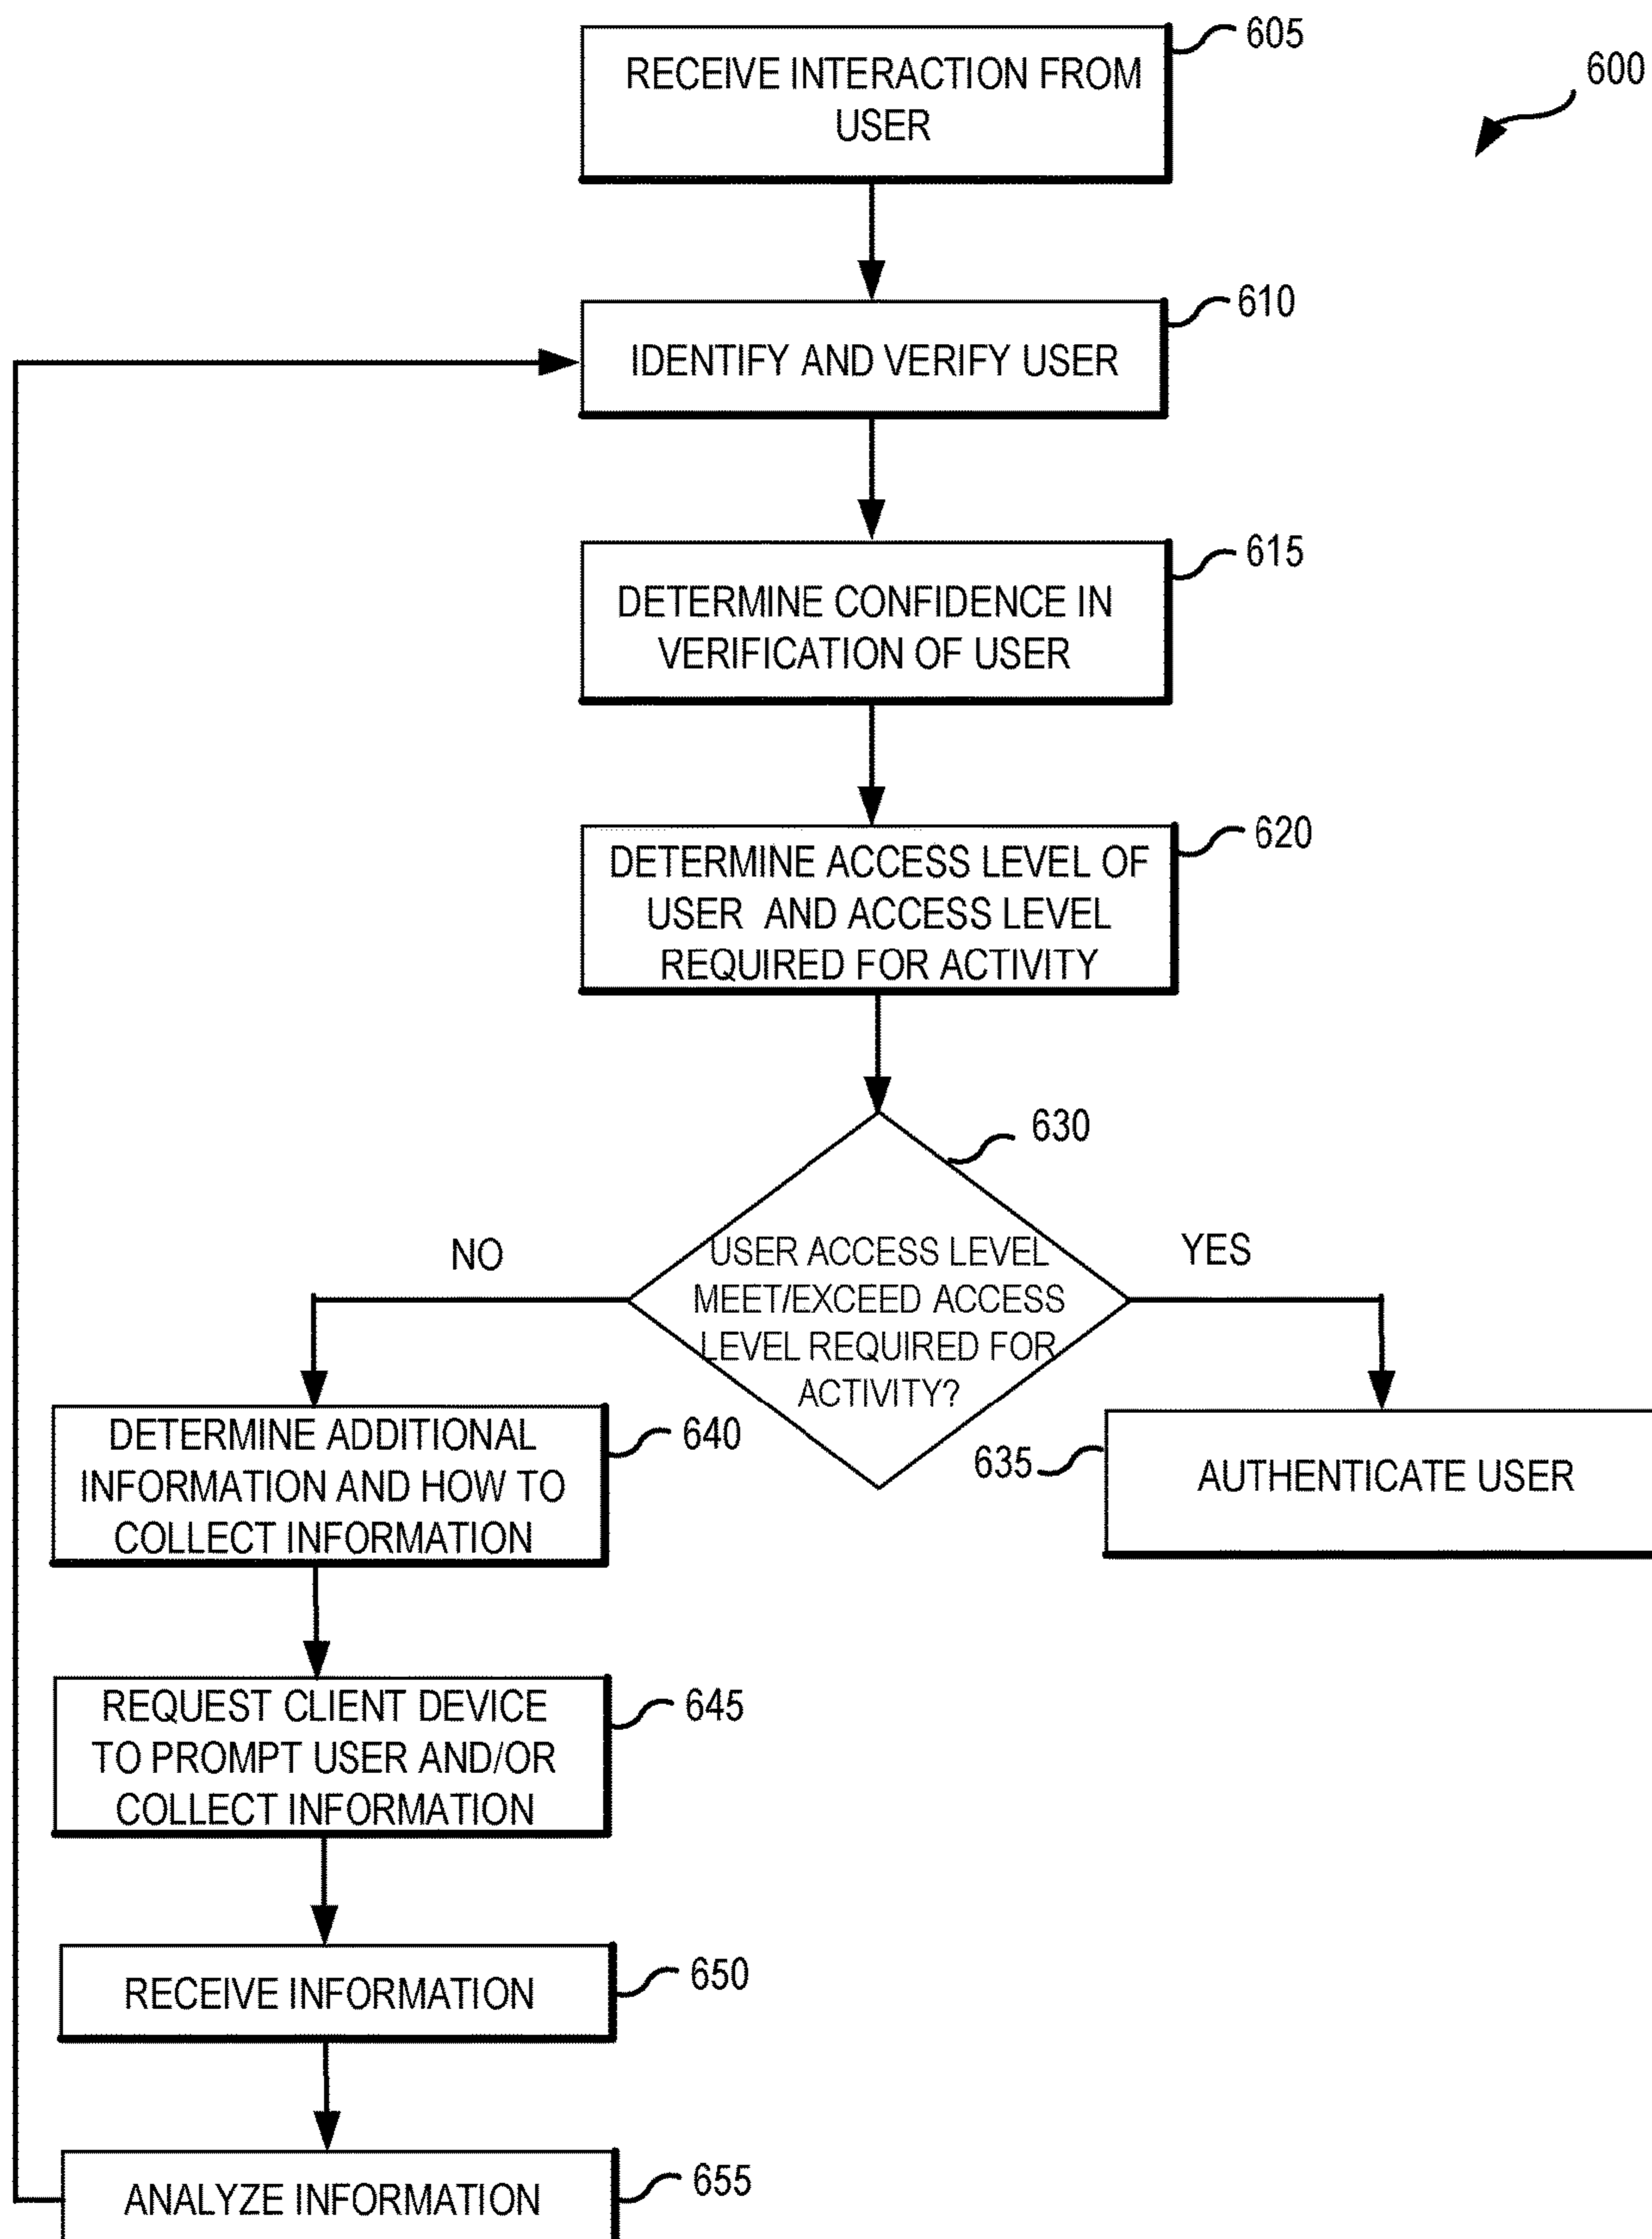 605
600
RECEIVE INTERACTION FROM
USER
610
IDENTIFY AND VERIFY USER
615
DETERMINE CONFIDENCE IN
VERIFICATION OF USER
620
DETERMINE ACCESS LEVEL OF
USER AND ACCESS LEVEL
REQUIRED FOR ACTIVITY
630
NO
YES
USER ACCESS LEVEL
MEET/EXCEED ACCESS
LEVEL REQUIRED FOR
ACTIVITY?
635
AUTHENTICATE USER
640
DETERMINE ADDITIONAL
INFORMATION AND HOW TO
COLLECT INFORMATION
645
REQUEST CLIENT DEVICE
TO PROMPT USER AND/OR
COLLECT INFORMATION
650
RECEIVE INFORMATION
655
ANALYZE INFORMATION